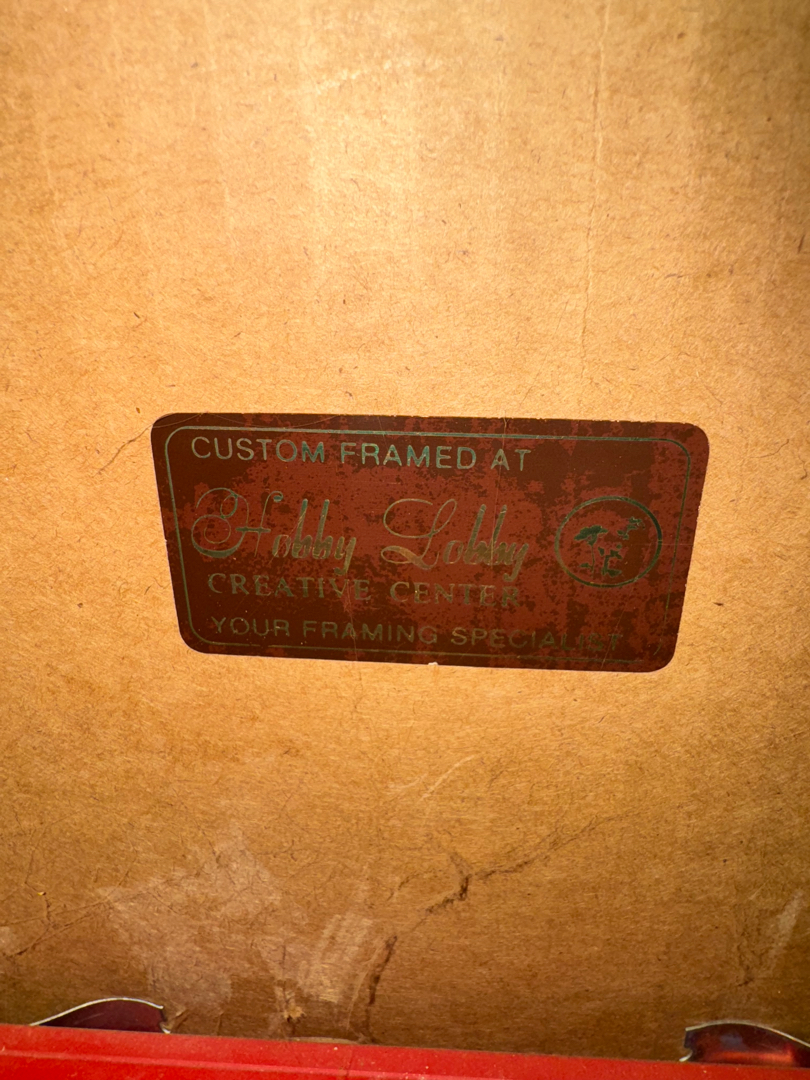 CUSTOM FRAMED AT
Hobby Lobby
CREATIVE CENTER
YOUR FRAMING SPECIALIST